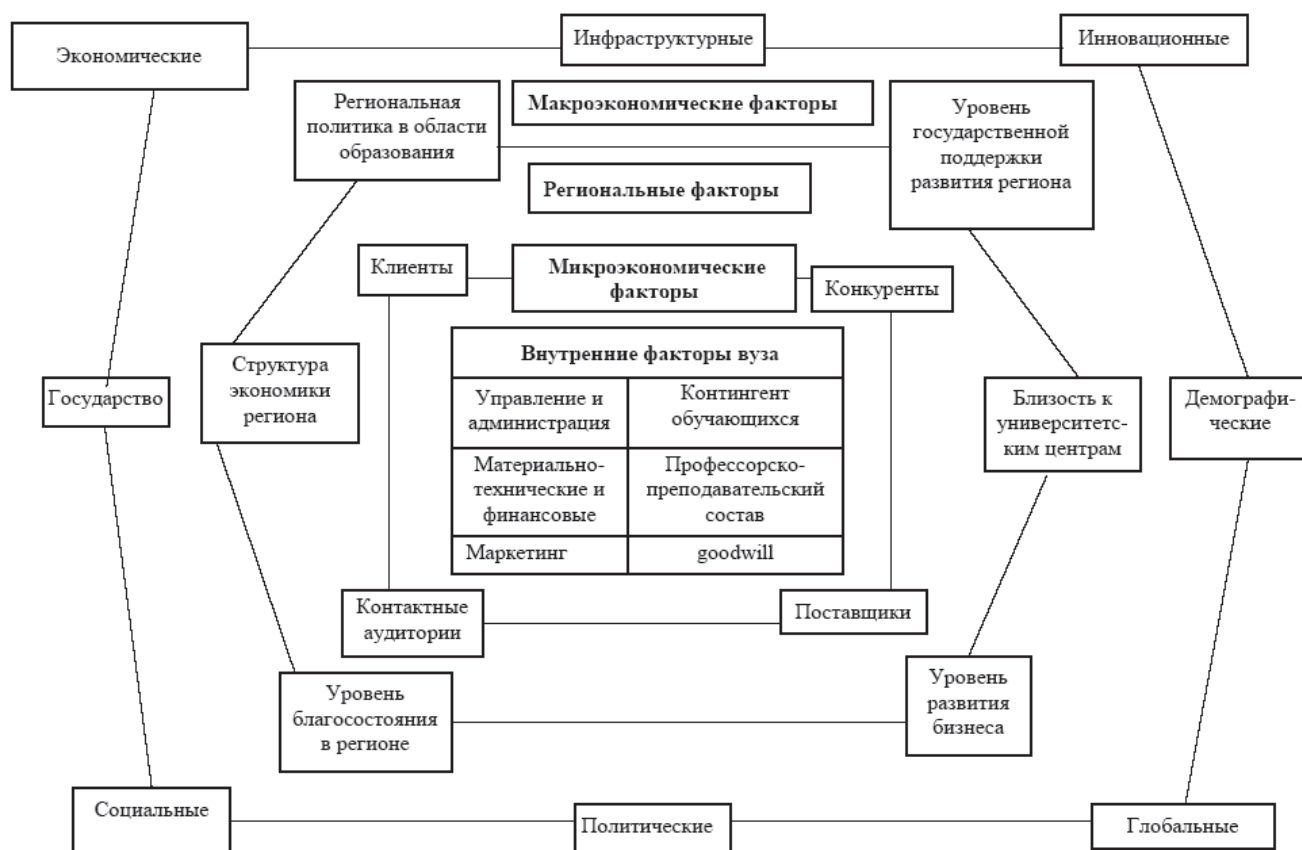 Экономические
Инфраструктурные
Инновационные
Региональная
политика в области
образования
Макроэкономические факторы
Уровень
государственной
поддержки
развития региона
Региональные факторы
Клиенты
Микроэкономические
факторы
Конкуренты
Внутренние факторы вуза
Управление и
администрация
Контингент
обучающихся
Материально-
технические и
финансовые
Профессорско-
преподавательский
состав
Маркетинг
goodwill
Государство
Структура
экономики
региона
Близость к
университетс-
ким центрам
Демографи-
ческие
Контактные
аудитории
Поставщики
Уровень
благосостояния
в регионе
Уровень
развития
бизнеса
Социальные
Политические
Глобальные